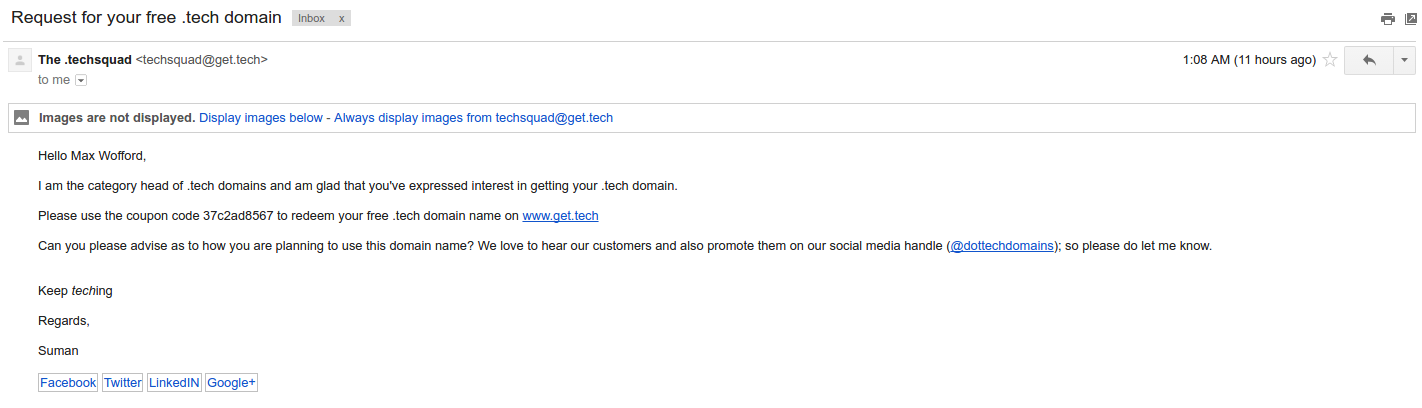 Request for your free .tech domain Inbox x
The .techsquad <techsquad@get.tech> 1:08 AM (11 hours ago)
to me
Images are not displayed. Display images below - Always display images from techsquad@get.tech
Hello Max Wofford,
I am the category head of .tech domains and am glad that you've expressed interest in getting your .tech domain.
Please use the coupon code 37c2ad8567 to redeem your free .tech domain name on www.get.tech
Can you please advise as to how you are planning to use this domain name? We love to hear our customers and also promote them on our social media handle (@dottechdomains); so please do let me know.
Keep teching
Regards,
Suman
Facebook Twitter LinkedIN Google+